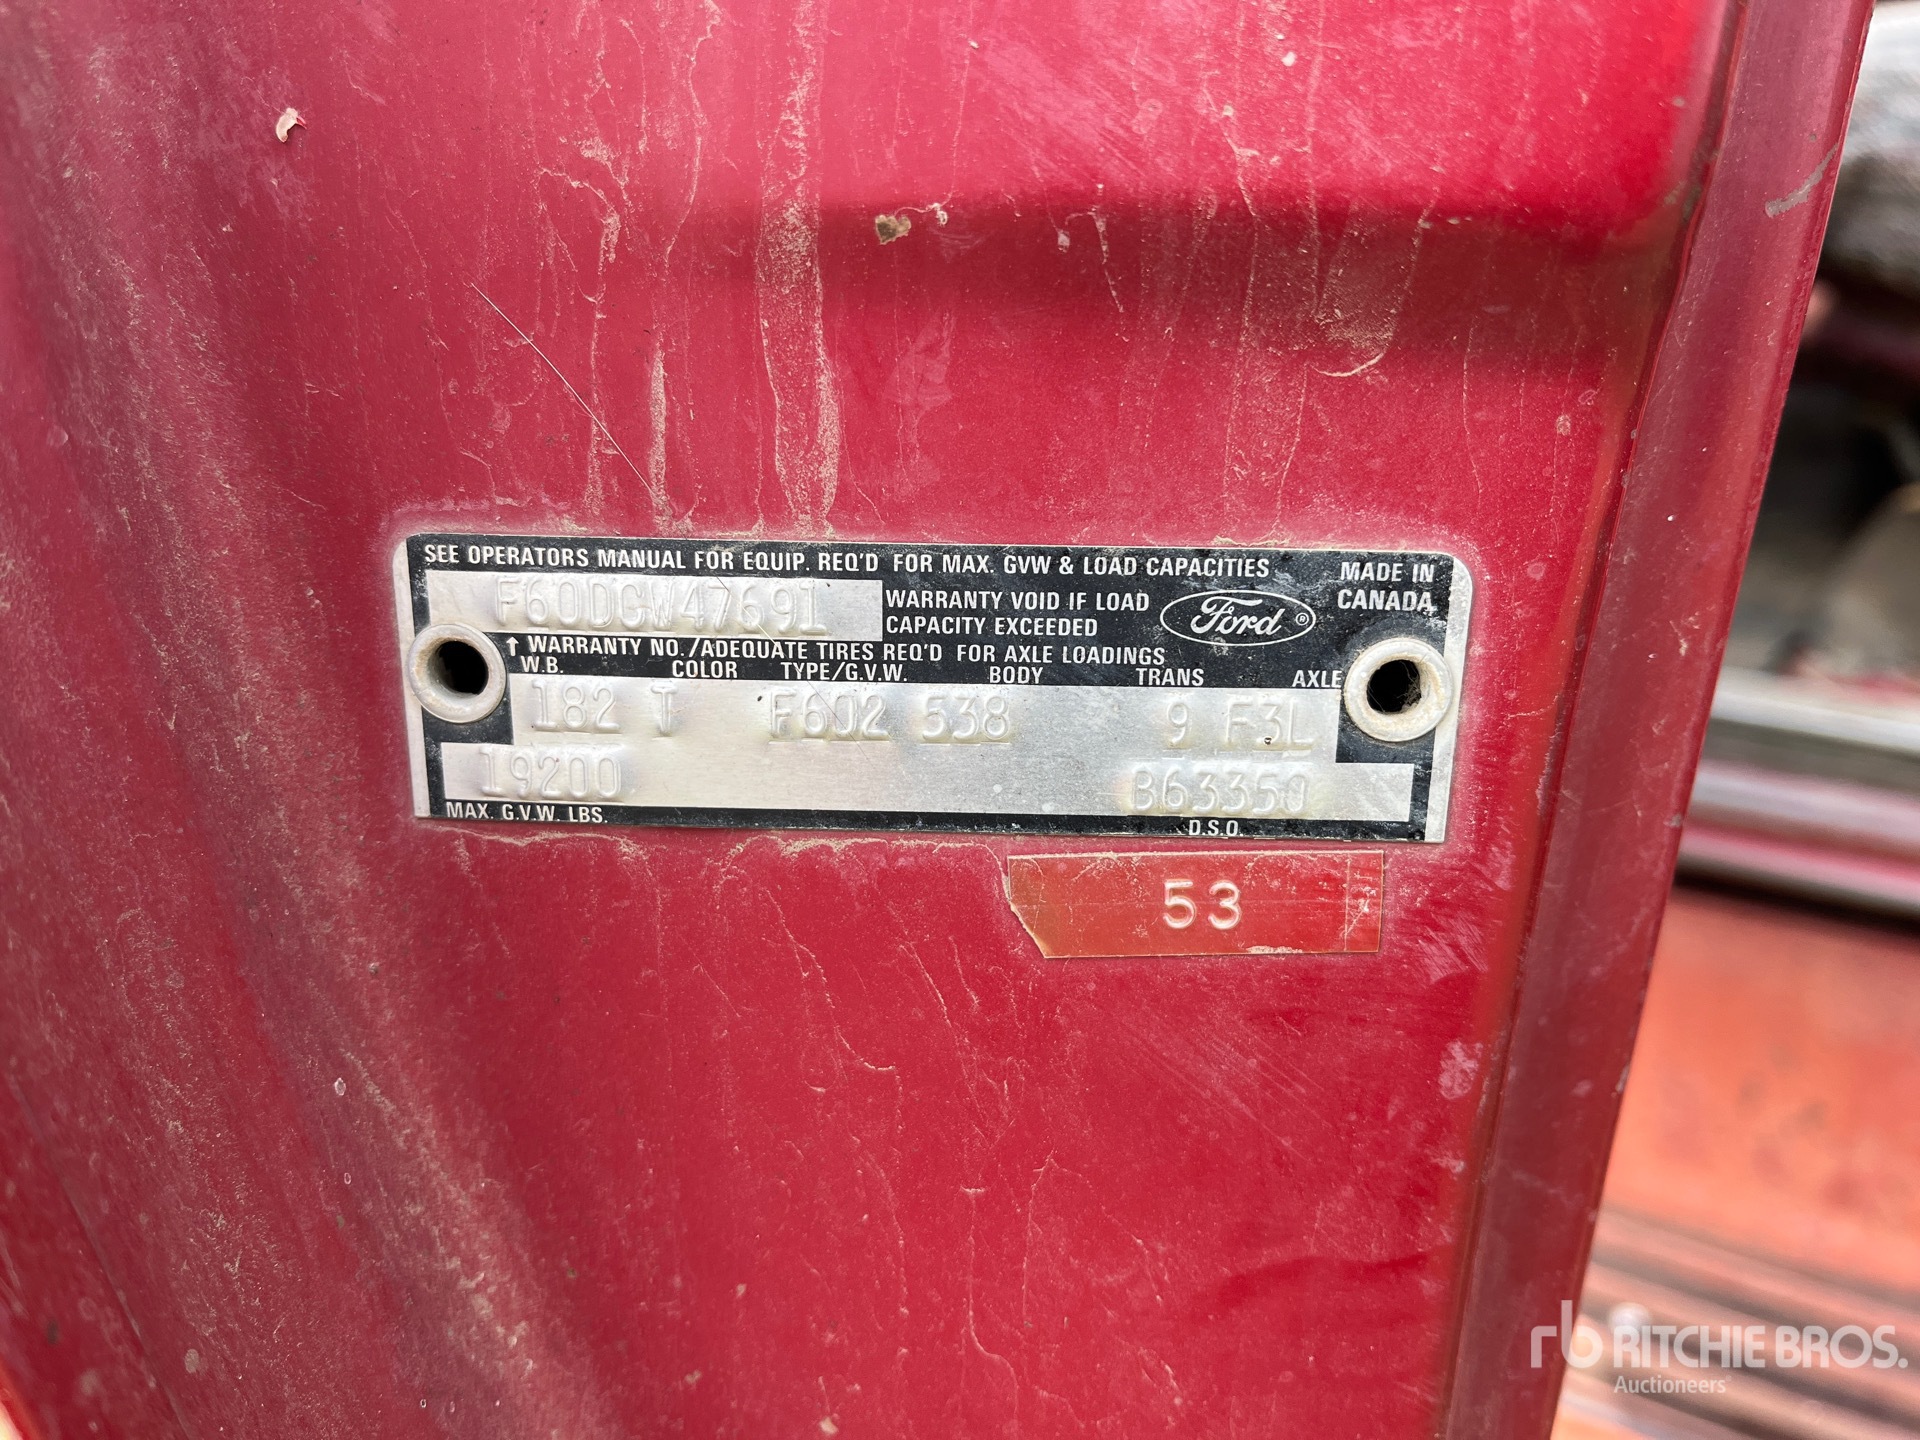 SEE OPERATORS MANUAL FOR EQUIP. REQ'D FOR MAX. GVW & LOAD CAPACITIES
MADE IN
CANADA
F60DCW47691
WARRANTY VOID IF LOAD
CAPACITY EXCEEDED
Ford ®
↑ WARRANTY NO./ADEQUATE TIRES REQ'D FOR AXLE LOADINGS
W.B. COLOR TYPE/G.V.W. BODY TRANS AXLE
182 T F602 538 9 F3L
19200 B63350
MAX. G.V.W. LBS. D.S.O.
53
rb RITCHIE BROS.
Auctioneers